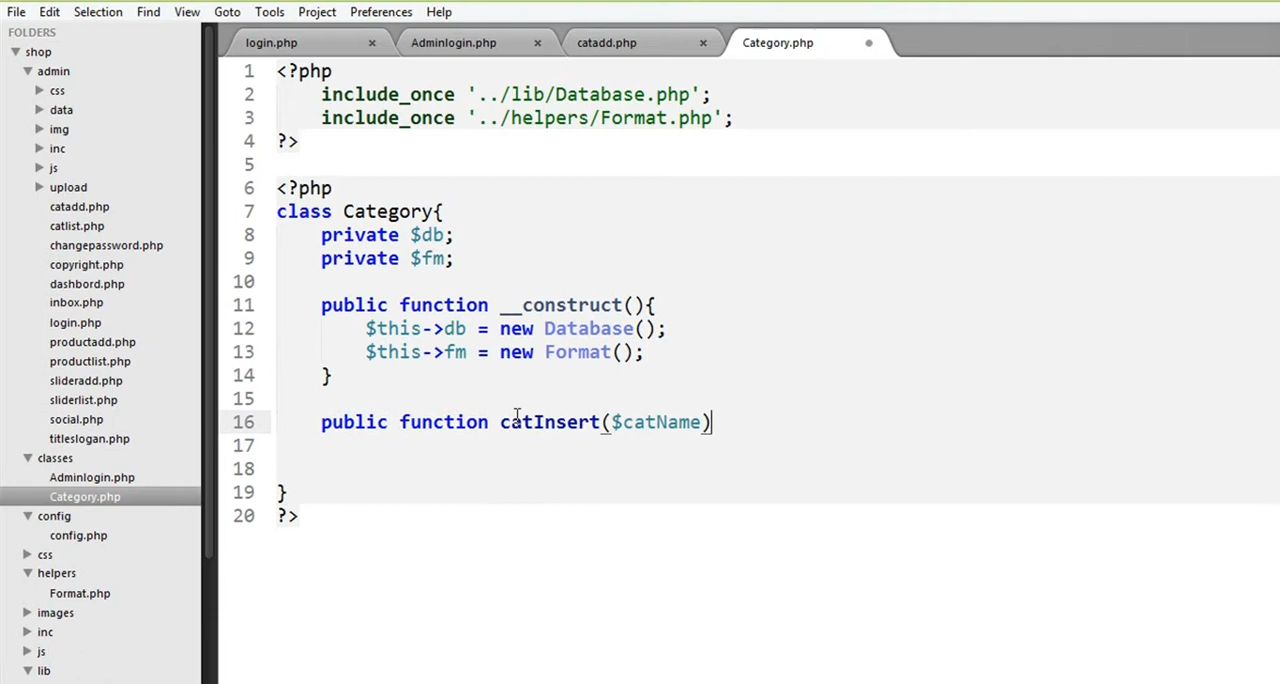 File Edit Selection Find View Goto Tools Project Preferences Help
FOLDERS
shop
admin
css
data
img
inc
js
upload
catadd.php
catlist.php
changepassword.php
copyright.php
dashbord.php
inbox.php
login.php
productadd.php
productlist.php
slideradd.php
sliderlist.php
social.php
titleslogan.php
classes
Adminlogin.php
Category.php
config
config.php
css
helpers
Format.php
images
inc
js
lib
login.php × Adminlogin.php × catadd.php × Category.php
1 <?php
2 include_once '../lib/Database.php';
3 include_once '../helpers/Format.php';
4 ?>
5
6 <?php
7 class Category{
8 private $db;
9 private $fm;
10
11 public function __construct(){
12 $this->db = new Database();
13 $this->fm = new Format();
14 }
15
16 public function catInsert($catName)
17
18
19 }
20 ?>